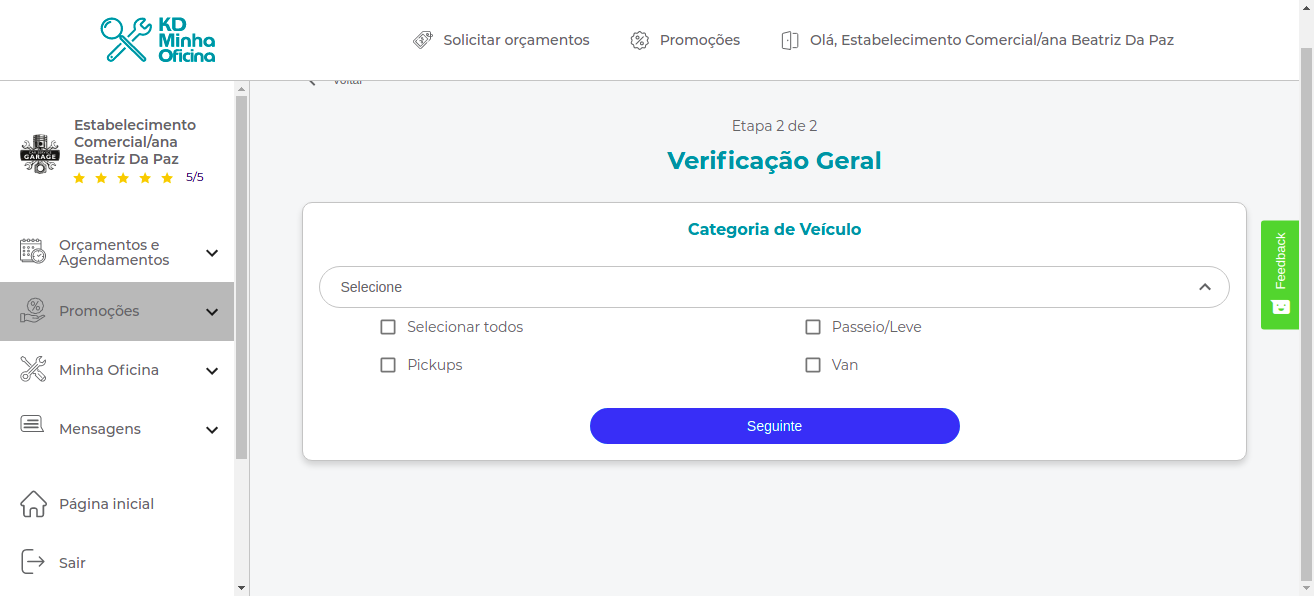 KD
Minha
Oficina
Solicitar orçamentos
Promoções
Olá, Estabelecimento Comercial/ana Beatriz Da Paz
Voltar
Estabelecimento
Comercial/ana
Beatriz Da Paz
5/5
GARAGE
Orçamentos e
Agendamentos
Promoções
Minha Oficina
Mensagens
Página inicial
Sair
Etapa 2 de 2
Verificação Geral
Categoria de Veículo
Selecione
Selecionar todos
Passeio/Leve
Pickups
Van
Seguinte
Feedback